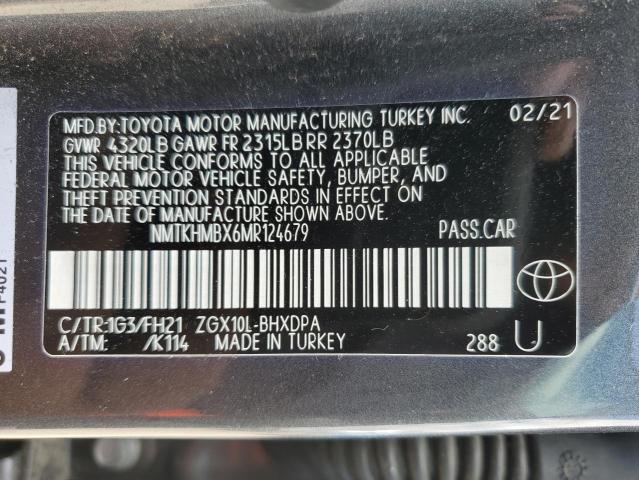 MFD.BY:TOYOTA MOTOR MANUFACTURING TURKEY INC. 02/21
GVWR 4320LB GAWR FR 2315LB RR 2370LB
THIS VEHICLE CONFORMS TO ALL APPLICABLE
FEDERAL MOTOR VEHICLE SAFETY, BUMPER, AND
THEFT PREVENTION STANDARDS IN EFFECT ON
THE DATE OF MANUFACTURE SHOWN ABOVE.
NMTKHMBX6MR124679 PASS.CAR
C/TR:1G3/FH21 ZGX10L-BHXDPA
A/TM: /K114 MADE IN TURKEY 288 U
F4021